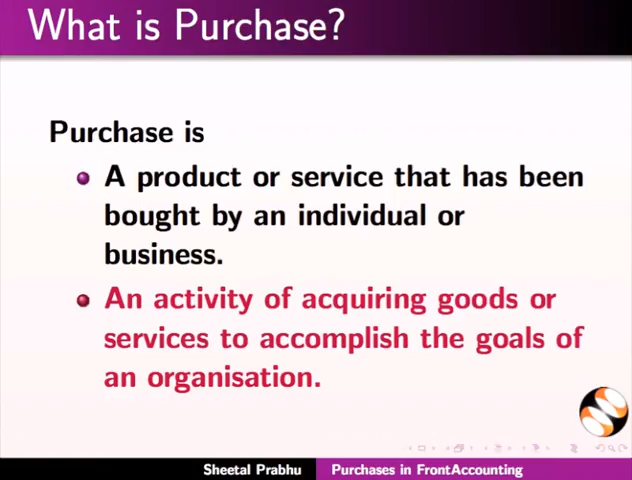 What is Purchase?
Purchase is
A product or service that has been
bought by an individual or
business.
An activity of acquiring goods or
services to accomplish the goals of
an organisation.
Sheetal Prabhu Purchases in FrontAccounting